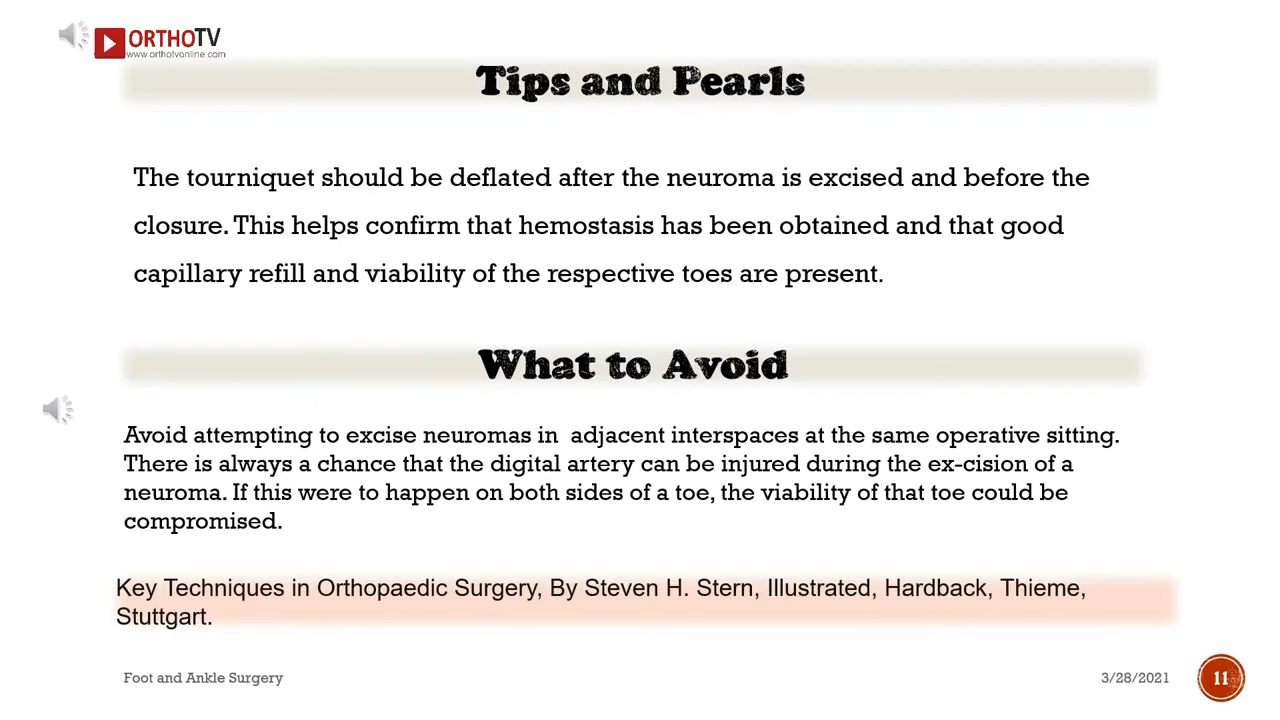 ORTHOTV
www.orthotvonline.com
Tips and Pearls
The tourniquet should be deflated after the neuroma is excised and before the
closure. This helps confirm that hemostasis has been obtained and that good
capillary refill and viability of the respective toes are present.
What to Avoid
Avoid attempting to excise neuromas in  adjacent interspaces at the same operative sitting.
There is always a chance that the digital artery can be injured during the ex-cision of a
neuroma. If this were to happen on both sides of a toe, the viability of that toe could be
compromised.
Key Techniques in Orthopaedic Surgery, By Steven H. Stern, Illustrated, Hardback, Thieme,
Stuttgart.
Foot and Ankle Surgery
3/28/2021
11